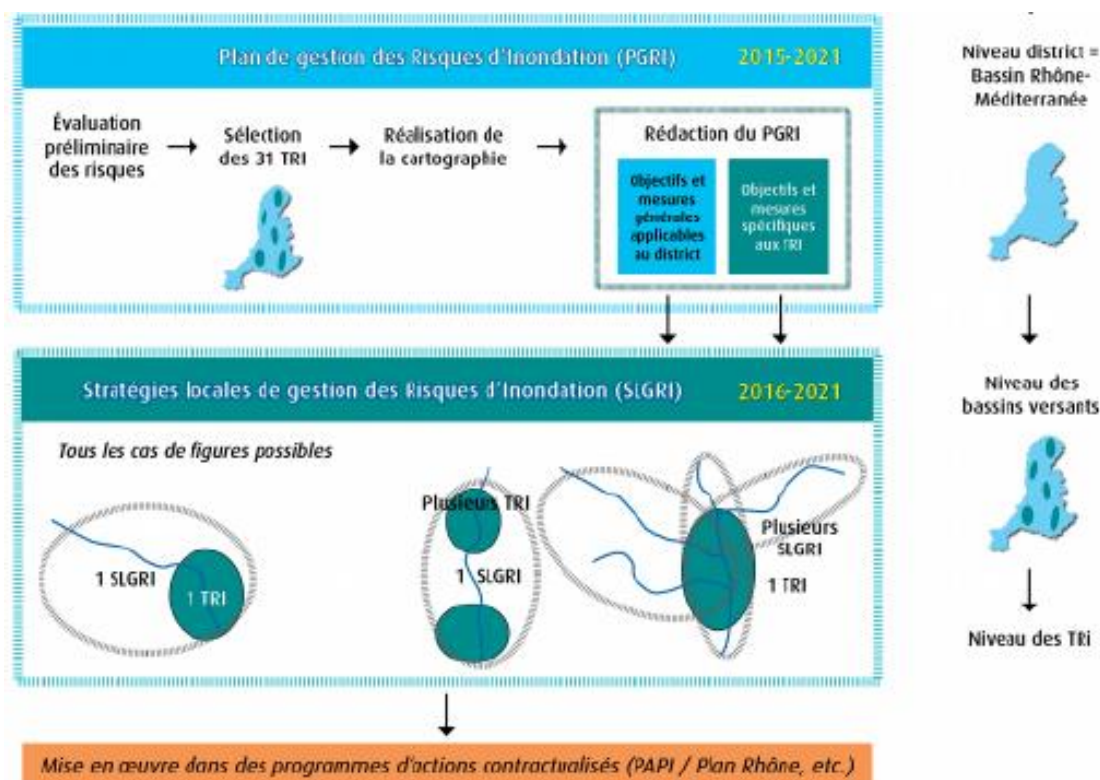 Plan de gestion des Risques d'Inondation (PGRI) 2015-2021
Évaluation
préliminaire
des risques
Sélection
des 31 TRI
Réalisation de
la cartographie
Rédaction du PGRI
Objectifs et
mesures
générales
applicables
au district
Objectifs et
mesures
spécifiques
aux TRI
Stratégies locales de gestion des Risques d'Inondation (SLGRI) 2016-2021
Tous les cas de figures possibles
1 SLGRI
1 TRI
Plusieurs TRI
1 SLGRI
Plusieurs
SLGRI
1 TRI
Mise en œuvre dans des programmes d'actions contractualisés (PAPI / Plan Rhône, etc.)
Niveau district =
Bassin Rhône-
Méditerranée
Niveau des
bassins versants
Niveau des TRi